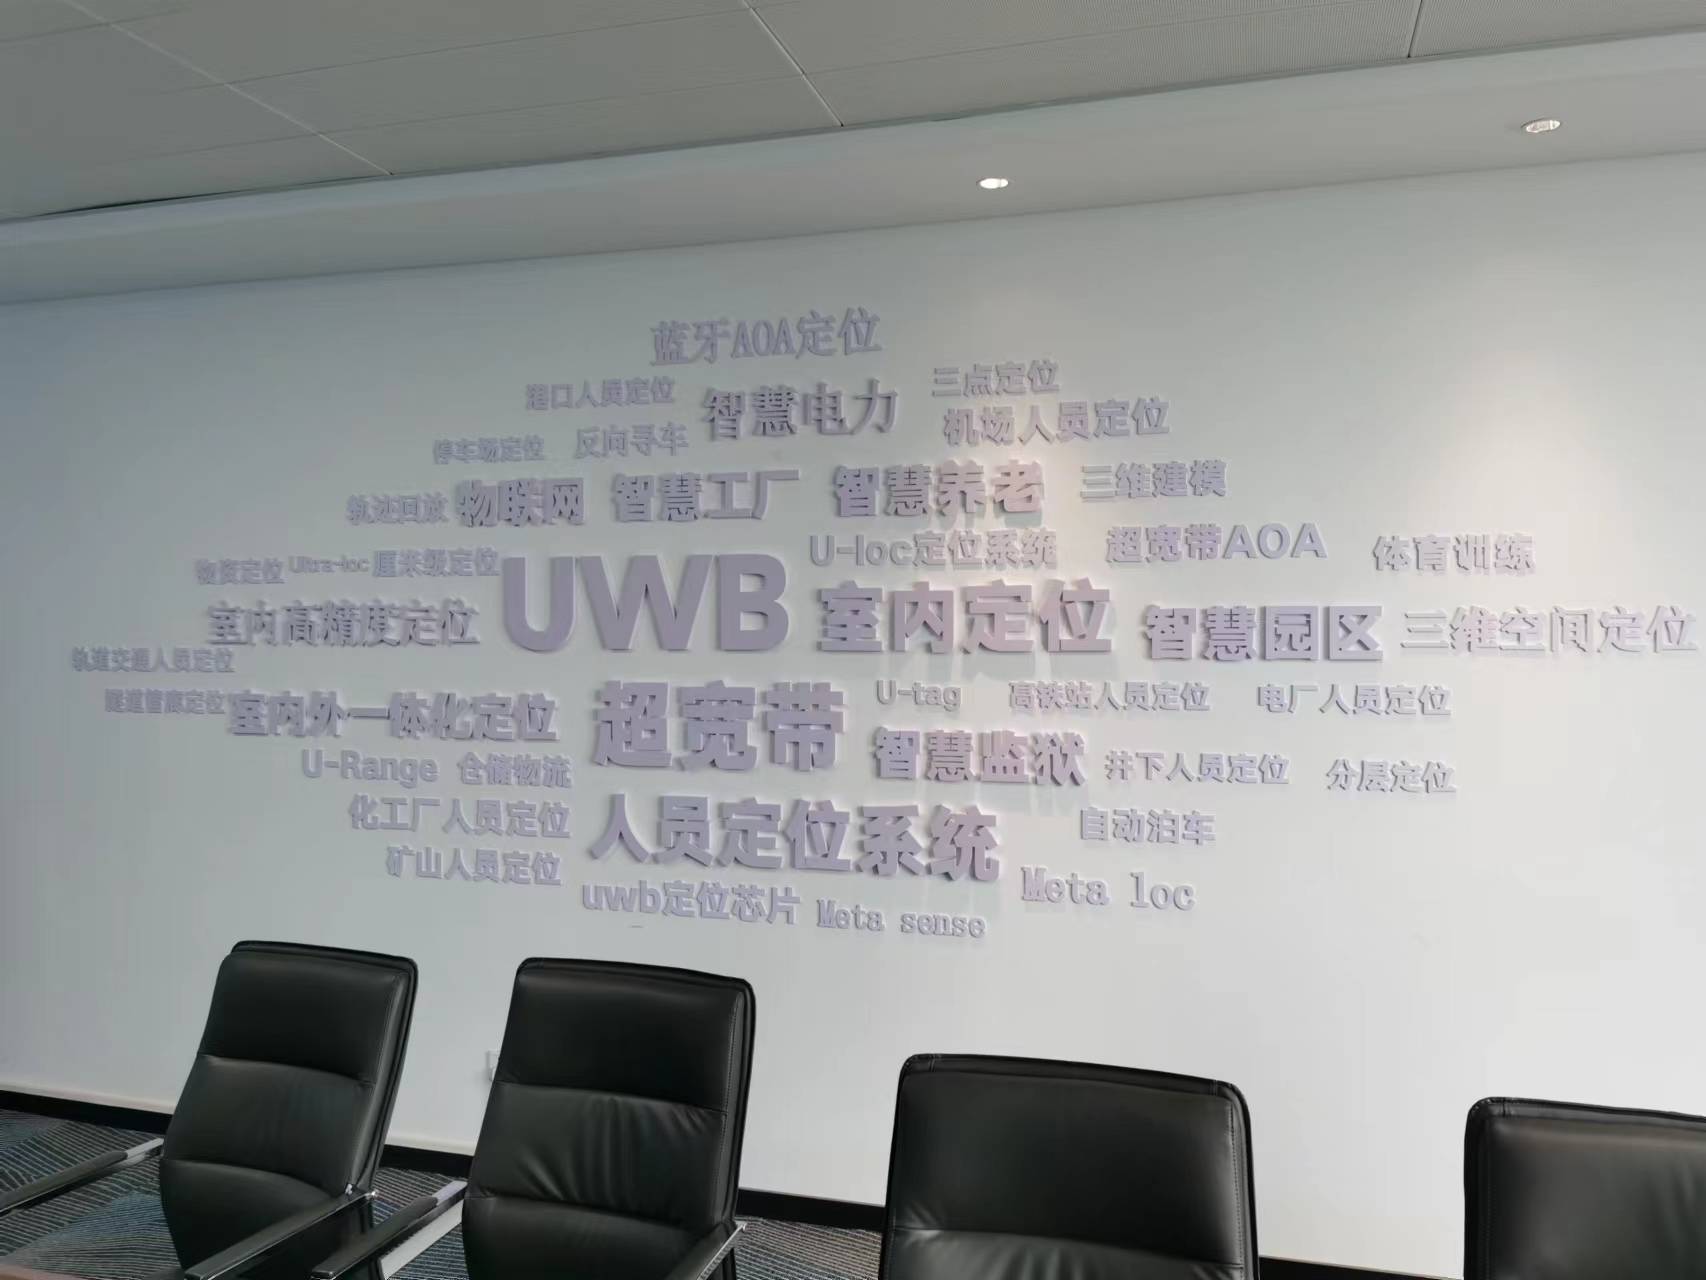 蓝牙AOA定位
港口人员定位 智慧电力 三点定位
机场人员定位
停车场定位 反向寻车
轨迹回放 物联网 智慧工厂 智慧养老 三维建模
物资定位 Ultra-loc 厘米级定位 UWB U-loc定位系统 超宽带AOA 体育训练
室内高精度定位 室内定位 智慧园区 三维空间定位
轨道交通人员定位
隧道管廊定位 室内外一体化定位 超宽带 U-tag 高铁站人员定位 电厂人员定位
U-Range 仓储物流 智慧监狱 井下人员定位 分层定位
化工厂人员定位 人员定位系统 自动泊车
矿山人员定位
uwb定位芯片 Meta sense Meta loc